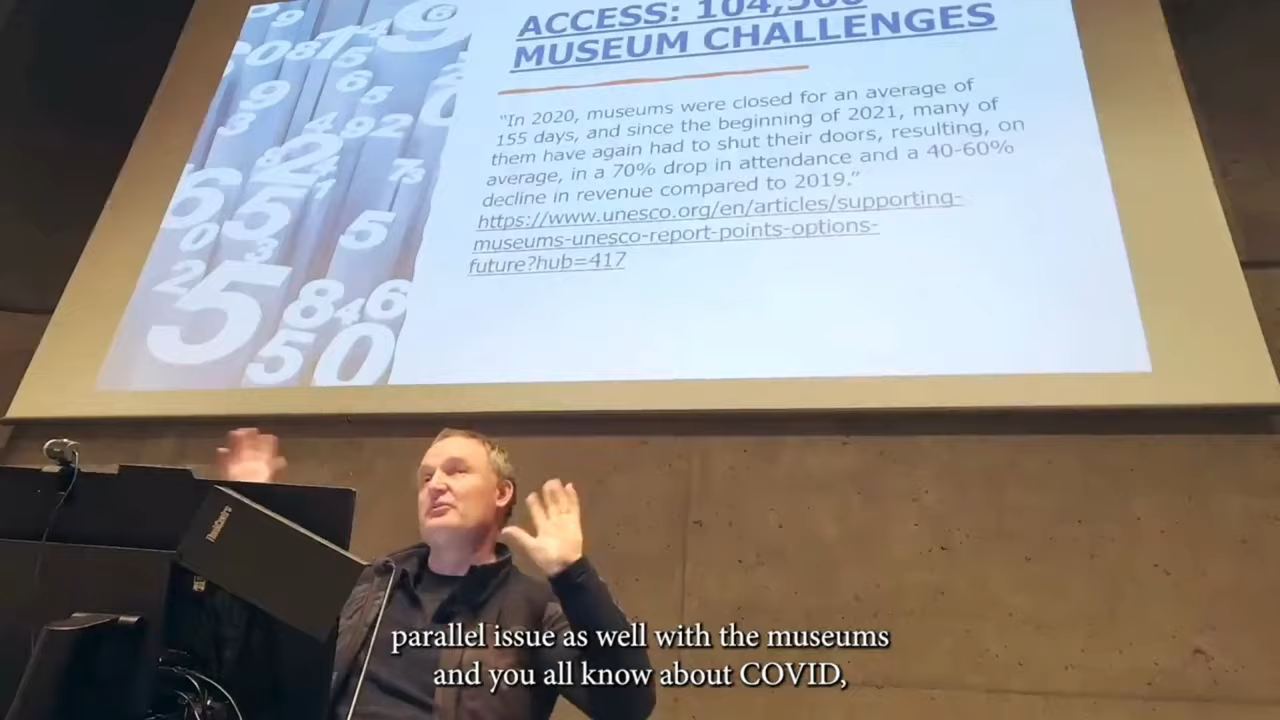 ACCESS: 104,500
MUSEUM CHALLENGES
"In 2020, museums were closed for an average of
155 days, and since the beginning of 2021, many of
them have again had to shut their doors, resulting, on
average, in a 70% drop in attendance and a 40-60%
decline in revenue compared to 2019."
https://www.unesco.org/en/articles/supporting-
museums-unesco-report-points-options-
future?hub=417
ThinkCentre
parallel issue as well with the museums
and you all know about COVID,